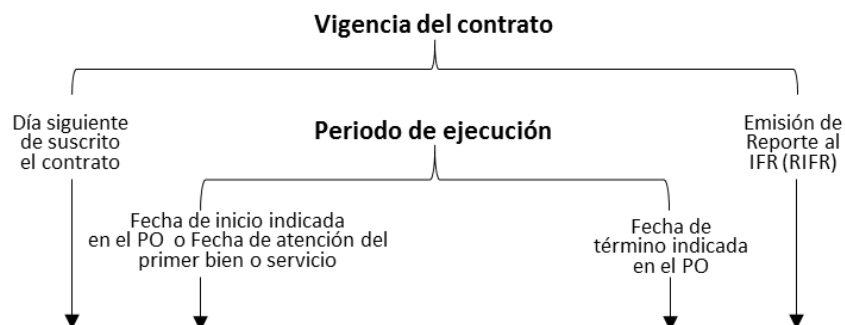 Vigencia del contrato
Día siguiente
de suscrito
el contrato
Periodo de ejecución
Emisión de
Reporte al
IFR (RIFR)
Fecha de inicio indicada
en el PO o Fecha de atención del
primer bien o servicio
Fecha de
término indicada
en el PO